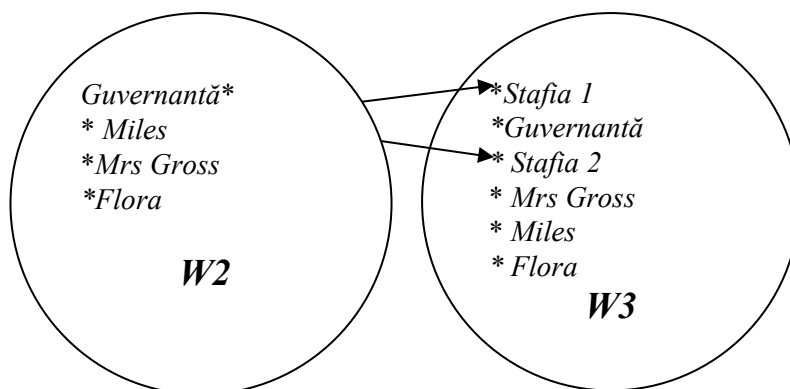 Guvernantă*
* Miles
*Mrs Gross
*Flora
W2
*Stafia 1
*Guvernantă
* Stafia 2
* Mrs Gross
* Miles
* Flora
W3